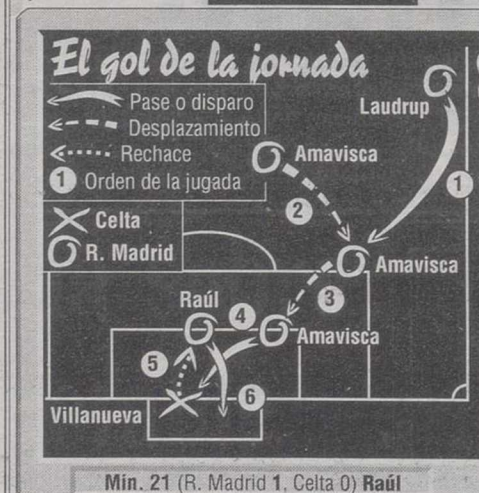 El gol de la jornada
Pase o disparo
Desplazamiento
Rechace
1 Orden de la jugada
Celta
R. Madrid
Laudrup
1
Amavisca
2
Amavisca
3
Raúl
4
Amavisca
5
6
Villanueva
Min. 21 (R. Madrid 1, Celta 0) Raúl